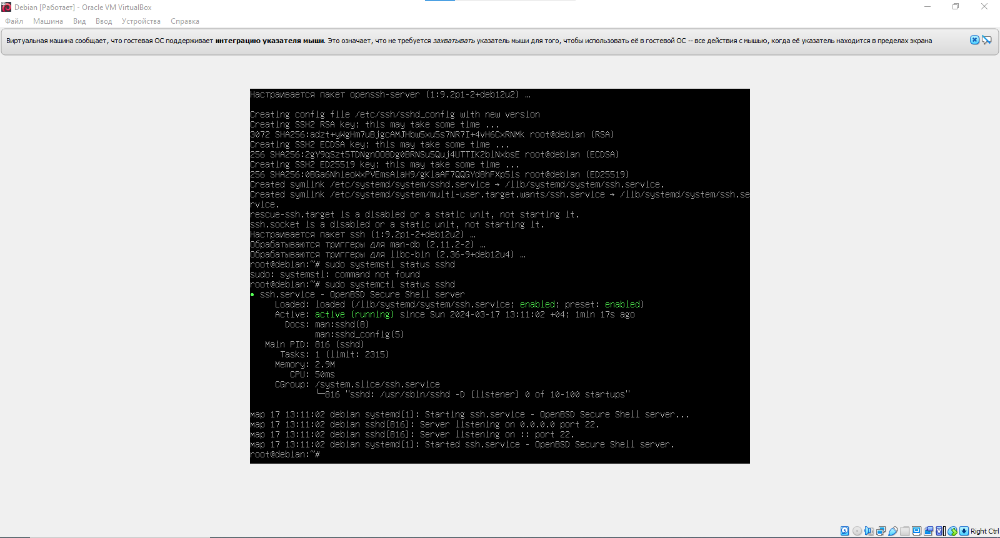 Debian [Работает] - Oracle VM VirtualBox
Файл Машина Вид Ввод Устройства Справка
Виртуальная машина сообщает, что гостевая ОС поддерживает интеграцию указателя мыши. Это означает, что не требуется захватывать указатель мыши для того, чтобы использовать её в гостевой ОС -- все действия с мышью, когда её указатель находится в пределах экрана
Настраивается пакет openssh-server (1:9.2p1-2+deb12u2) …
Creating config file /etc/ssh/sshd_config with new version
Creating SSH2 RSA key; this may take some time ...
3072 SHA256:adzt+yWgHm7uBjgcAMJHbw5xu5s7NR7I+4vH6CxRNMk root@debian (RSA)
Creating SSH2 ECDSA key; this may take some time ...
256 SHA256:2gY9qSzt5TDNgnOO8Dg0BRNSu5Quj4UTTIK2blNxbsE root@debian (ECDSA)
Creating SSH2 ED25519 key; this may take some time ...
256 SHA256:0BGa6NhieoWxPVEmsAiaH9/gKlaAF7QQGYd8hFXp5is root@debian (ED25519)
Created symlink /etc/systemd/system/sshd.service → /lib/systemd/system/ssh.service.
Created symlink /etc/systemd/system/multi-user.target.wants/ssh.service → /lib/systemd/system/ssh.se
rvice.
rescue-ssh.target is a disabled or a static unit, not starting it.
ssh.socket is a disabled or a static unit, not starting it.
Настраивается пакет ssh (1:9.2p1-2+deb12u2) …
Обрабатываются триггеры для man-db (2.11.2-2) …
Обрабатываются триггеры для libc-bin (2.36-9+deb12u4) …
root@debian:~# sudo systemstl status sshd
sudo: systemstl: command not found
root@debian:~# sudo systemctl status sshd
● ssh.service - OpenBSD Secure Shell server
Loaded: loaded (/lib/systemd/system/ssh.service; enabled; preset: enabled)
Active: active (running) since Sun 2024-03-17 13:11:02 +04; 1min 17s ago
Docs: man:sshd(8)
man:sshd_config(5)
Main PID: 816 (sshd)
Tasks: 1 (limit: 2315)
Memory: 2.9M
CPU: 50ms
CGroup: /system.slice/ssh.service
└─816 "sshd: /usr/sbin/sshd -D [listener] 0 of 10-100 startups"
мар 17 13:11:02 debian systemd[1]: Starting ssh.service - OpenBSD Secure Shell server...
мар 17 13:11:02 debian sshd[816]: Server listening on 0.0.0.0 port 22.
мар 17 13:11:02 debian sshd[816]: Server listening on :: port 22.
мар 17 13:11:02 debian systemd[1]: Started ssh.service - OpenBSD Secure Shell server.
root@debian:~#
Right Ctrl